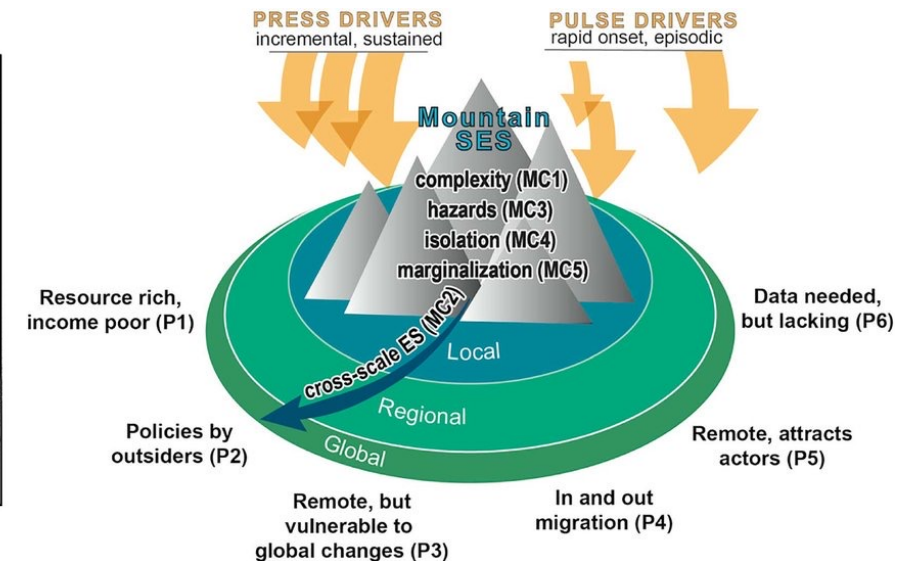 PRESS DRIVERS
incremental, sustained
PULSE DRIVERS
rapid onset, episodic
Mountain
SES
complexity (MC1)
hazards (MC3)
isolation (MC4)
marginalization (MC5)
cross-scale ES (MC2)
Local
Regional
Global
Resource rich,
income poor (P1)
Policies by
outsiders (P2)
Remote, but
vulnerable to
global changes (P3)
In and out
migration (P4)
Remote, attracts
actors (P5)
Data needed,
but lacking (P6)